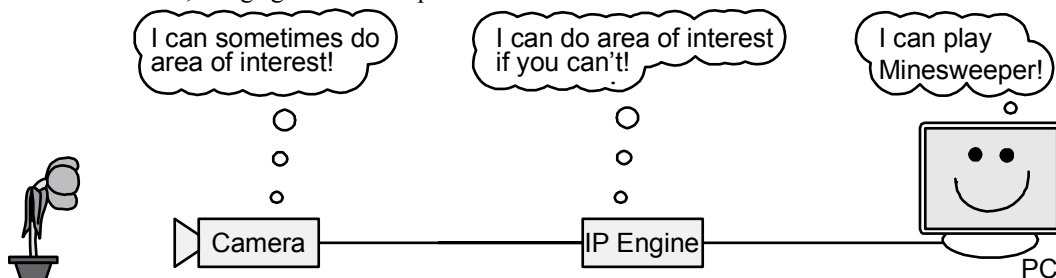 I can sometimes do
area of interest!
I can do area of interest
if you can't!
I can play
Minesweeper!
Camera
IP Engine
PC